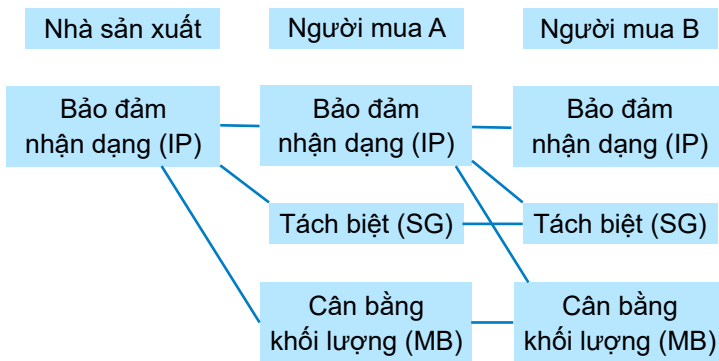 Nhà sản xuất
Người mua A
Người mua B
Bảo đảm
nhận dạng (IP)
Bảo đảm
nhận dạng (IP)
Bảo đảm
nhận dạng (IP)
Tách biệt (SG)
Tách biệt (SG)
Cân bằng
khối lượng (MB)
Cân bằng
khối lượng (MB)